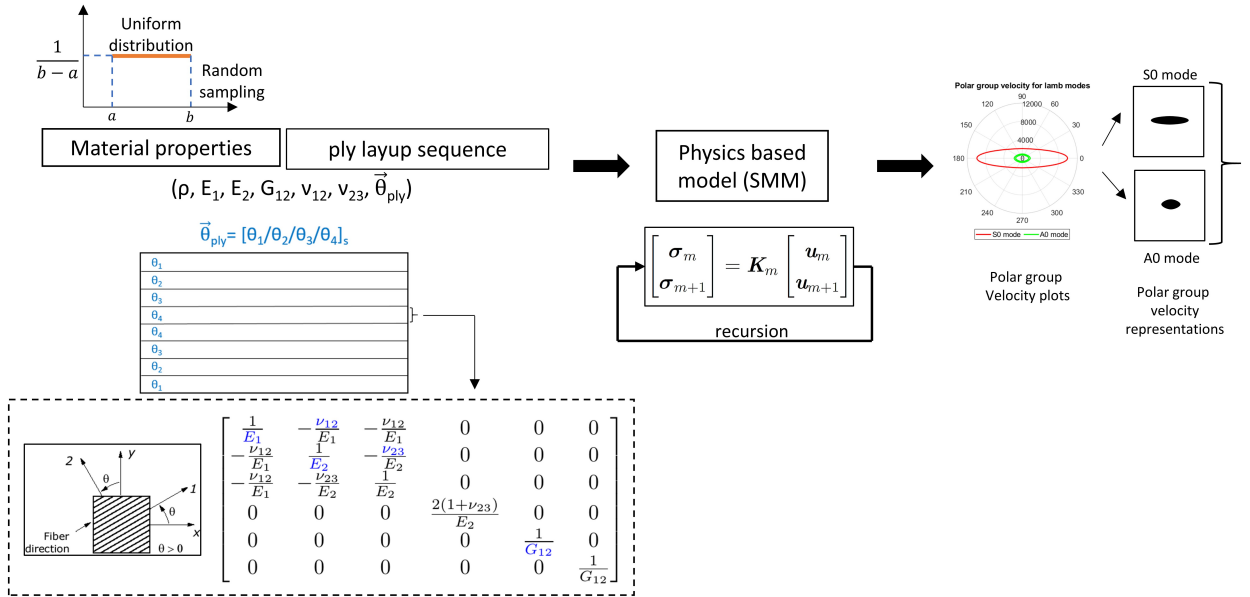 Uniform
distribution
1
b − a
Random
sampling
a
b
Material properties
ply layup sequence
(ρ, E₁, E₂, G₁₂, ν₁₂, ν₂₃, θ⃗ply)
θ⃗ply= [θ₁/θ₂/θ₃/θ₄]s
θ₁
θ₂
θ₃
θ₄
θ₄
θ₃
θ₂
θ₁
Physics based
model (SMM)
[σm σm+1] = Km [um um+1]
recursion
Polar group velocity for lamb modes
90
120 12000 60
150 8000 30
4000
180 0 0
210 330
240 300
270
S0 mode A0 mode
Polar group
Velocity plots
S0 mode
A0 mode
Polar group
velocity
representations
y
2
θ
1
θ
x
Fiber
direction
θ > 0
1/E₁ −ν₁₂/E₁ −ν₁₂/E₁ 0 0 0
−ν₁₂/E₁ 1/E₂ −ν₂₃/E₂ 0 0 0
−ν₁₂/E₁ −ν₂₃/E₂ 1/E₂ 0 0 0
0 0 0 2(1+ν₂₃)/E₂ 0 0
0 0 0 0 1/G₁₂ 0
0 0 0 0 0 1/G₁₂